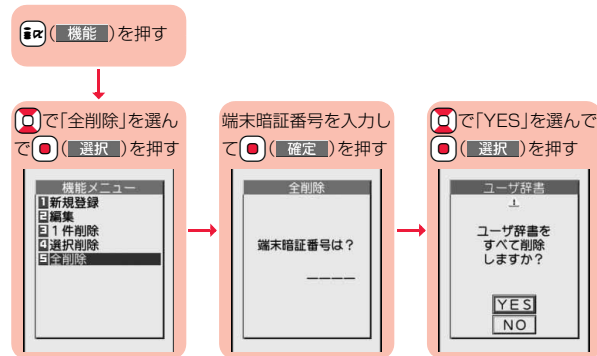 iα(機能)を押す
で「全削除」を選ん
で(選択)を押す
機能メニュー
1新規登録
2編集
3１件削除
4選択削除
5全削除
端末暗証番号を入力し
て(確定)を押す
全削除
端末暗証番号は？
＿＿＿＿
で「YES」を選んで
(選択)を押す
ユーザ辞書
ユーザ辞書を
すべて削除
しますか？
YES
NO